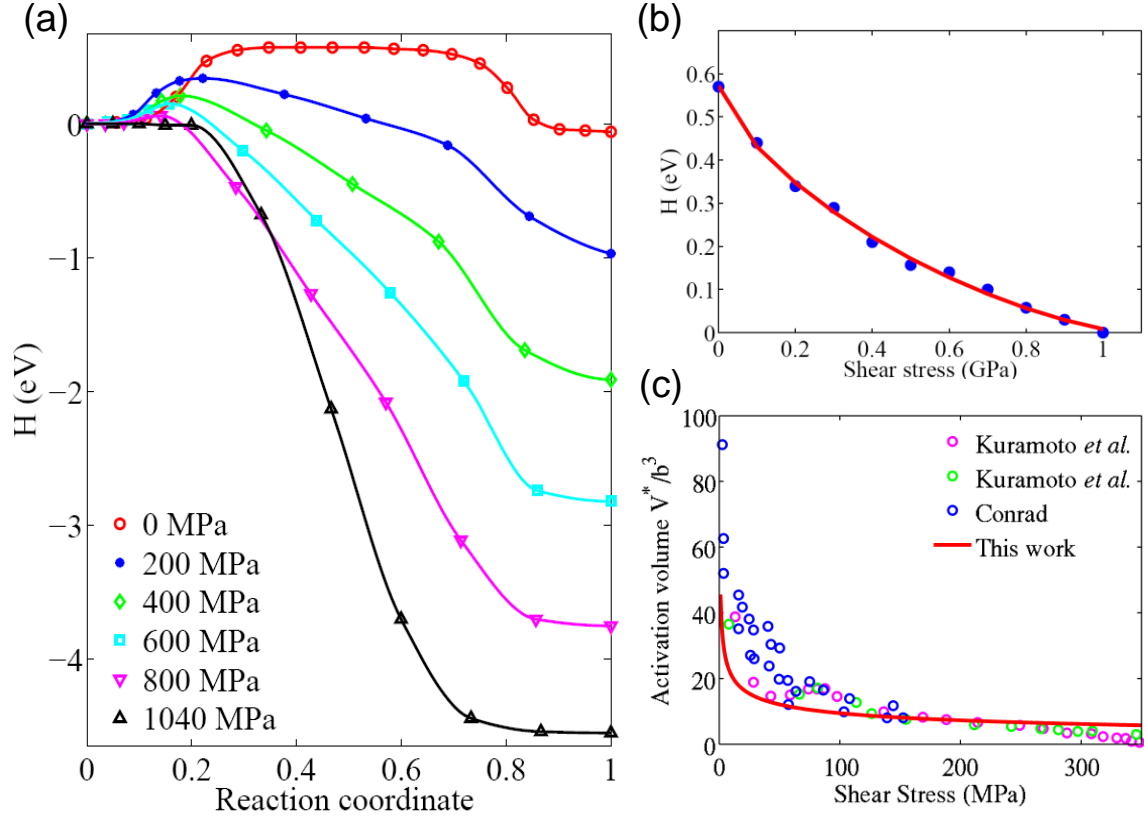 (a)
0
−1
−2
−3
−4
H (eV)
0 MPa
200 MPa
400 MPa
600 MPa
800 MPa
1040 MPa
0 0.2 0.4 0.6 0.8 1
Reaction coordinate
(b)
0.6
0.5
0.4
0.3
0.2
0.1
0
H (eV)
0 0.2 0.4 0.6 0.8 1
Shear stress (GPa)
(c)
100
80
60
40
20
0
Activation volume V*/b³
Kuramoto et al.
Kuramoto et al.
Conrad
This work
0 100 200 300
Shear Stress (MPa)